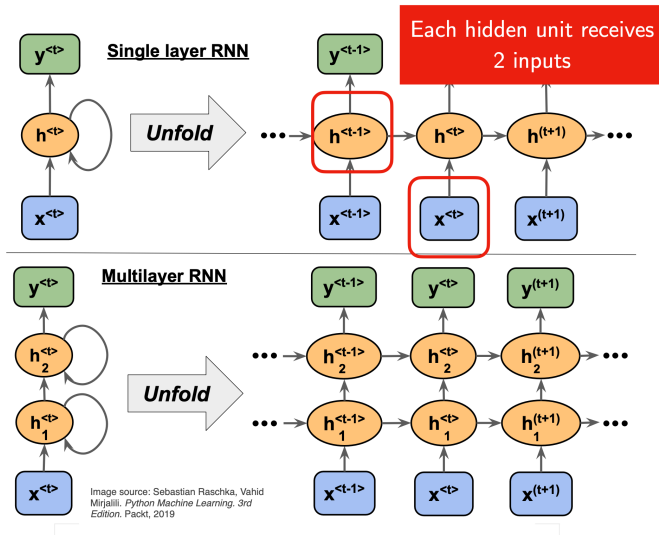 Each hidden unit receives
2 inputs
Single layer RNN
y<t>
h<t>
x<t>
Unfold
y<t-1>
••• h<t-1> h<t> h(t+1) •••
x<t-1> x<t> x(t+1)
Multilayer RNN
y<t>
h<t>2
h<t>1
x<t>
Unfold
y<t-1> y<t> y(t+1)
••• h<t-1>2 h<t>2 h(t+1)2 •••
••• h<t-1>1 h<t>1 h(t+1)1 •••
x<t-1> x<t> x(t+1)
Image source: Sebastian Raschka, Vahid
Mirjalili. Python Machine Learning. 3rd
Edition. Packt, 2019